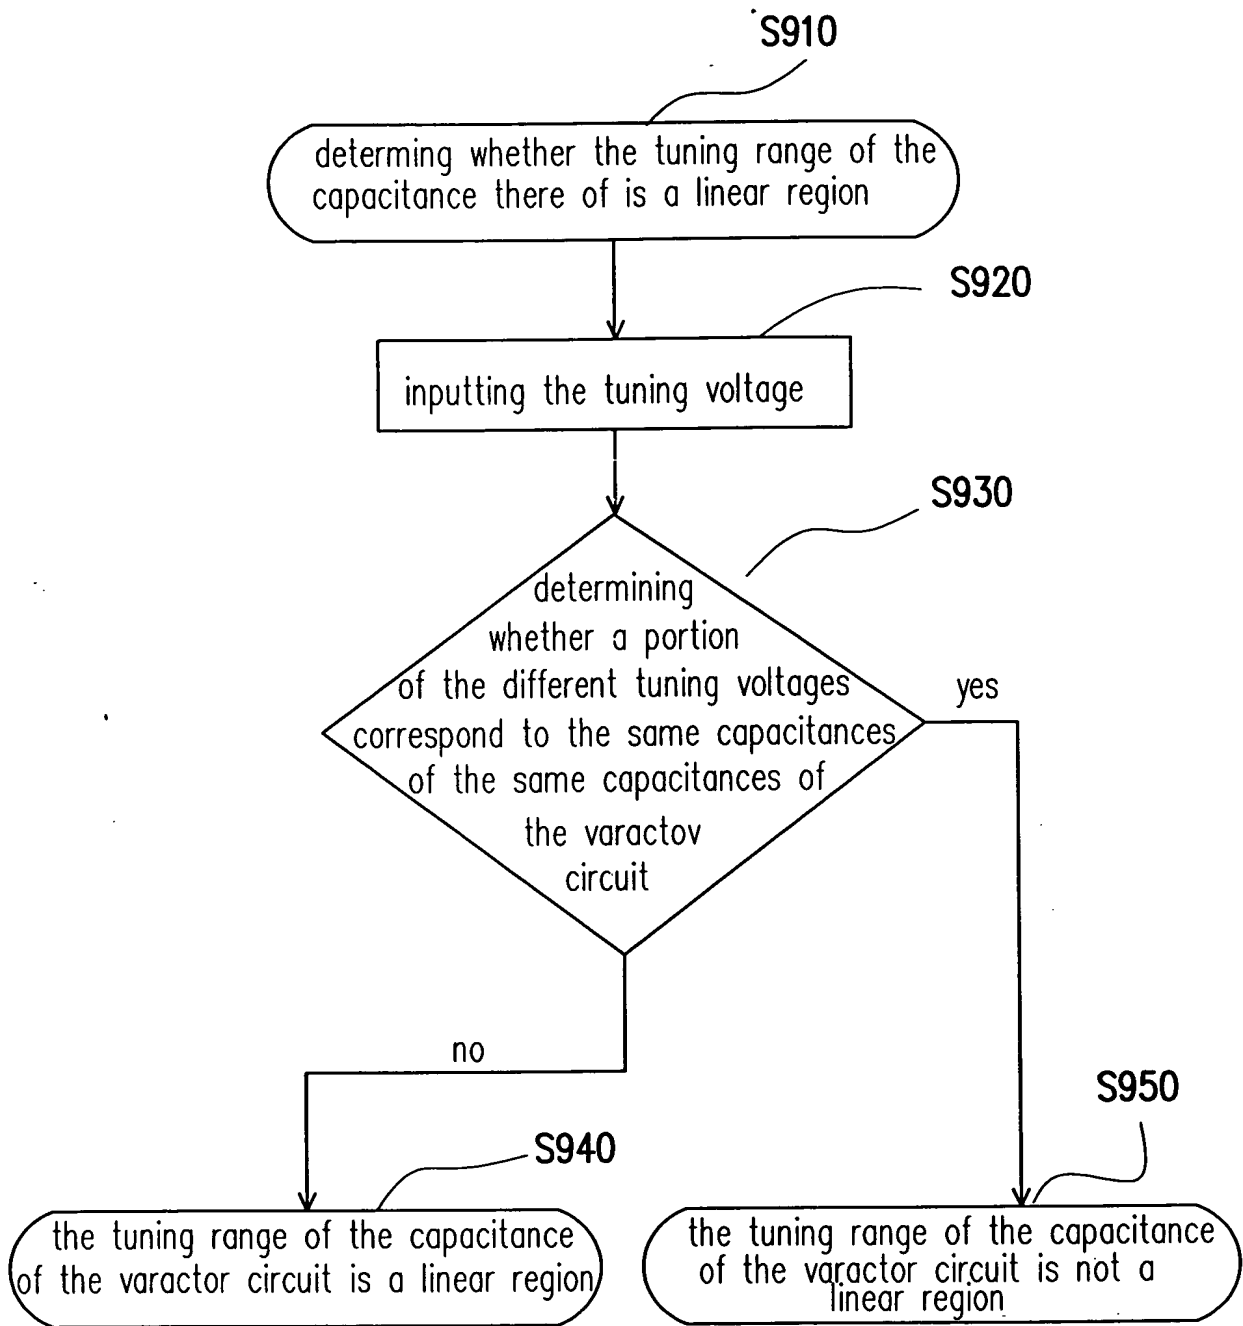 S910
determing whether the tuning range of the
capacitance there of is a linear region
S920
inputting the tuning voltage
S930
determining
whether a portion
of the different tuning voltages
correspond to the same capacitances
of the same capacitances of
the varactov
circuit
yes
no
S940
the tuning range of the capacitance
of the varactor circuit is a linear region
S950
the tuning range of the capacitance
of the varactor circuit is not a
linear region